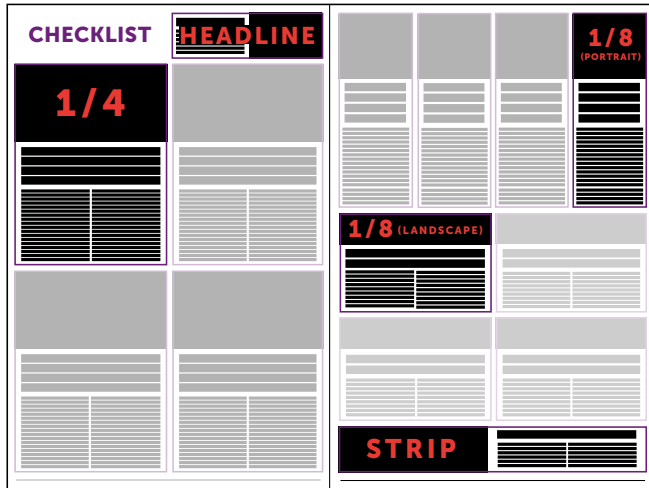 CHECKLIST
HEADLINE
1/4
1/8
(PORTRAIT)
1/8 (LANDSCAPE)
STRIP